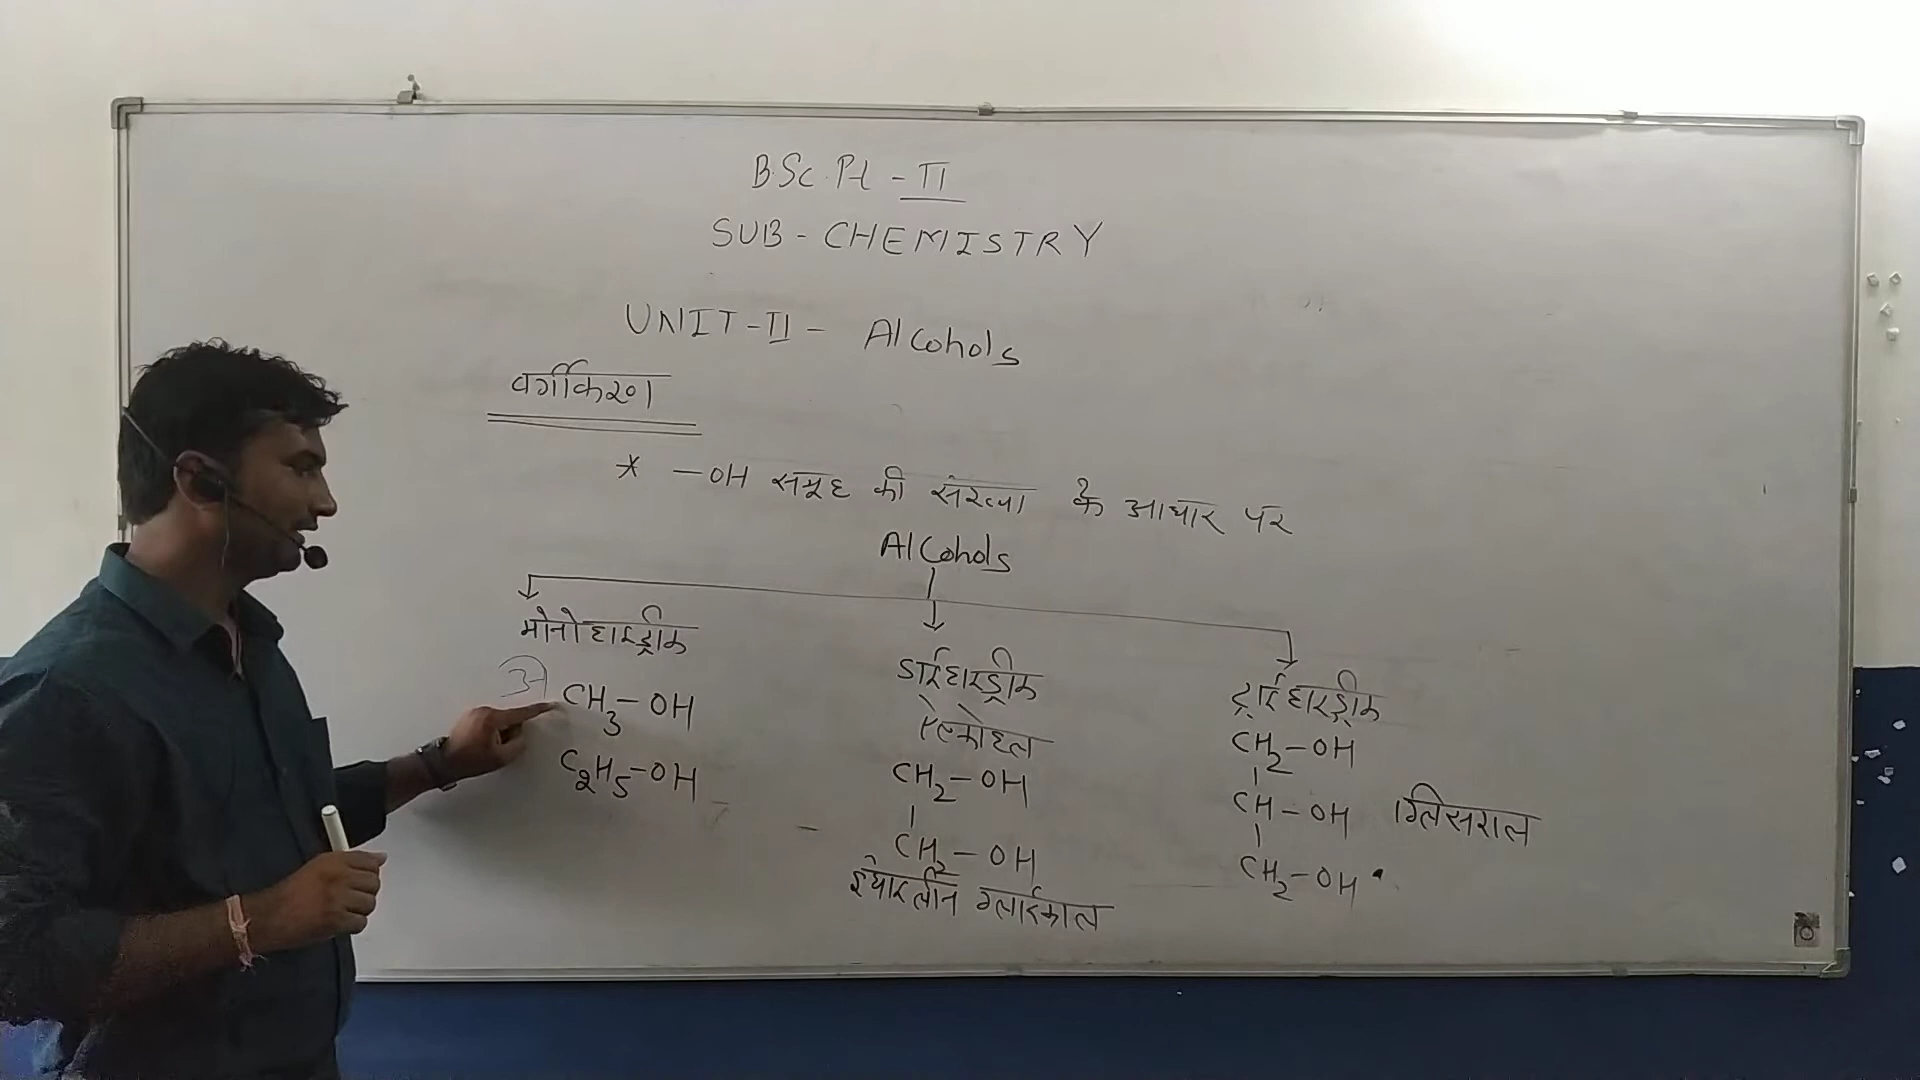 B.Sc. Pt - II
SUB - CHEMISTRY
UNIT - II - Alcohols
वर्गीकरण
* - OH समूह की संख्या के आधार पर
Alcohols
मोनोहाइड्रीक
CH3 - OH
C2H5 - OH
डाईहाइड्रीक
ऐल्कोहल
CH2 - OH
|
CH2 - OH
इथाइलीन ग्लाईकाल
ट्राईहाइड्रीक
CH2 - OH
|
CH - OH ग्लिसराल
|
CH2 - OH